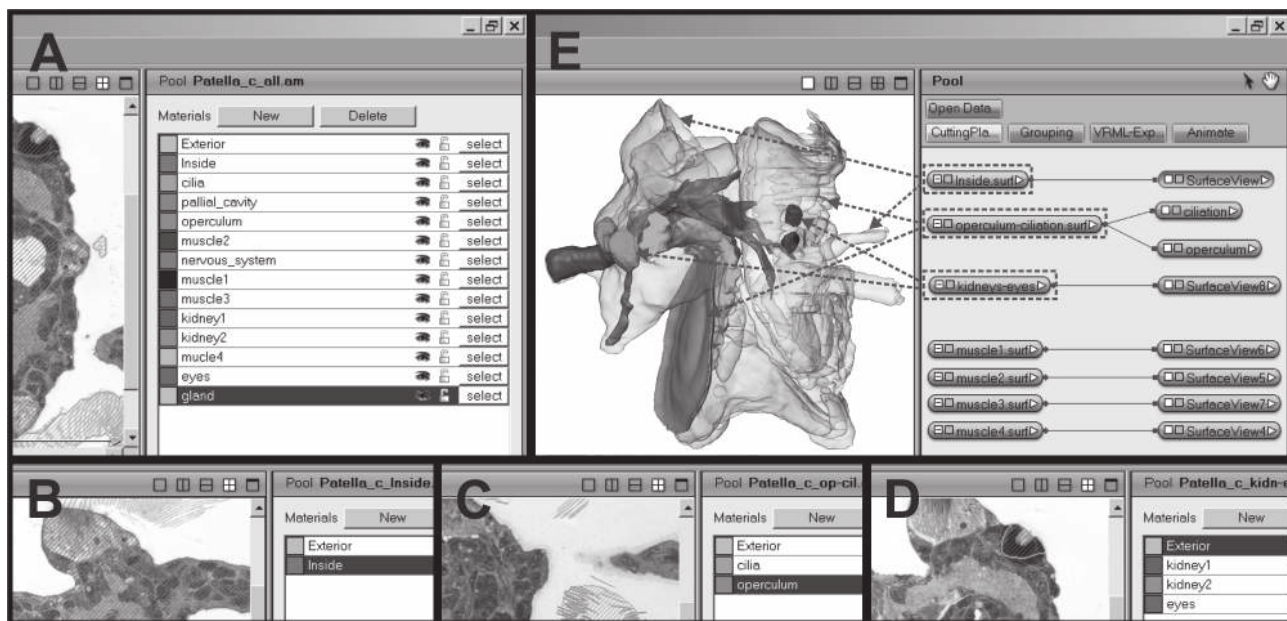 A
Pool Patella_c_all.am
Materials New Delete
Exterior select
Inside select
cilia select
pallial_cavity select
operculum select
muscle2 select
nervous_system select
muscle1 select
muscle3 select
kidney1 select
kidney2 select
mucle4 select
eyes select
gland select
E
Pool
Open Data...
CuttingPla.. Grouping VRML-Exp. Animate
Inside.surf SurfaceView
operculum-ciliation.surf ciliation
operculum
kidneys-eyes SurfaceView8
muscle1.surf SurfaceView6
muscle2.surf SurfaceView5
muscle3.surf SurfaceView7
muscle4.surf SurfaceView4
B
Pool Patella_c_Inside.
Materials New
Exterior
Inside
C
Pool Patella_c_op-cil.
Materials New
Exterior
cilia
operculum
D
Pool Patella_c_kidn-e
Materials New
Exterior
kidney1
kidney2
eyes